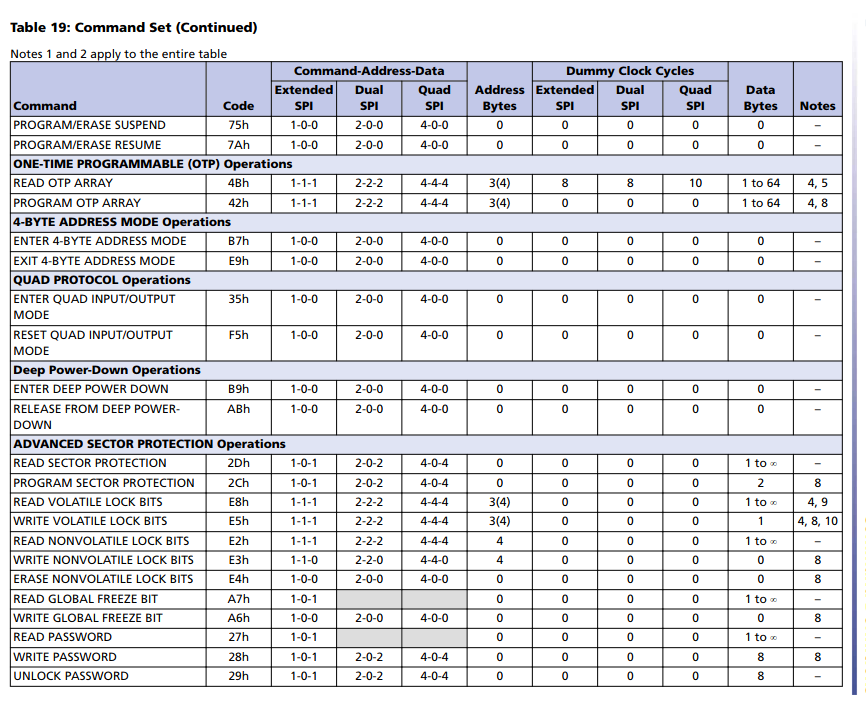 Table 19: Command Set (Continued)
Notes 1 and 2 apply to the entire table
Command-Address-Data Dummy Clock Cycles
Command Code Extended SPI Dual SPI Quad SPI Address Bytes Extended SPI Dual SPI Quad SPI Data Bytes Notes
PROGRAM/ERASE SUSPEND 75h 1-0-0 2-0-0 4-0-0 0 0 0 0 0 –
PROGRAM/ERASE RESUME 7Ah 1-0-0 2-0-0 4-0-0 0 0 0 0 0 –
ONE-TIME PROGRAMMABLE (OTP) Operations
READ OTP ARRAY 4Bh 1-1-1 2-2-2 4-4-4 3(4) 8 8 10 1 to 64 4, 5
PROGRAM OTP ARRAY 42h 1-1-1 2-2-2 4-4-4 3(4) 0 0 0 1 to 64 4, 8
4-BYTE ADDRESS MODE Operations
ENTER 4-BYTE ADDRESS MODE B7h 1-0-0 2-0-0 4-0-0 0 0 0 0 0 –
EXIT 4-BYTE ADDRESS MODE E9h 1-0-0 2-0-0 4-0-0 0 0 0 0 0 –
QUAD PROTOCOL Operations
ENTER QUAD INPUT/OUTPUT MODE 35h 1-0-0 2-0-0 4-0-0 0 0 0 0 0 –
RESET QUAD INPUT/OUTPUT MODE F5h 1-0-0 2-0-0 4-0-0 0 0 0 0 0 –
Deep Power-Down Operations
ENTER DEEP POWER DOWN B9h 1-0-0 2-0-0 4-0-0 0 0 0 0 0 –
RELEASE FROM DEEP POWER-DOWN ABh 1-0-0 2-0-0 4-0-0 0 0 0 0 0 –
ADVANCED SECTOR PROTECTION Operations
READ SECTOR PROTECTION 2Dh 1-0-1 2-0-2 4-0-4 0 0 0 0 1 to ∞ –
PROGRAM SECTOR PROTECTION 2Ch 1-0-1 2-0-2 4-0-4 0 0 0 0 2 8
READ VOLATILE LOCK BITS E8h 1-1-1 2-2-2 4-4-4 3(4) 0 0 0 1 to ∞ 4, 9
WRITE VOLATILE LOCK BITS E5h 1-1-1 2-2-2 4-4-4 3(4) 0 0 0 1 4, 8, 10
READ NONVOLATILE LOCK BITS E2h 1-1-1 2-2-2 4-4-4 4 0 0 0 1 to ∞ –
WRITE NONVOLATILE LOCK BITS E3h 1-1-0 2-2-0 4-4-0 4 0 0 0 0 8
ERASE NONVOLATILE LOCK BITS E4h 1-0-0 2-0-0 4-0-0 0 0 0 0 0 8
READ GLOBAL FREEZE BIT A7h 1-0-1 0 0 0 0 1 to ∞ –
WRITE GLOBAL FREEZE BIT A6h 1-0-0 2-0-0 4-0-0 0 0 0 0 0 8
READ PASSWORD 27h 1-0-1 0 0 0 0 1 to ∞ –
WRITE PASSWORD 28h 1-0-1 2-0-2 4-0-4 0 0 0 0 8 8
UNLOCK PASSWORD 29h 1-0-1 2-0-2 4-0-4 0 0 0 0 8 –